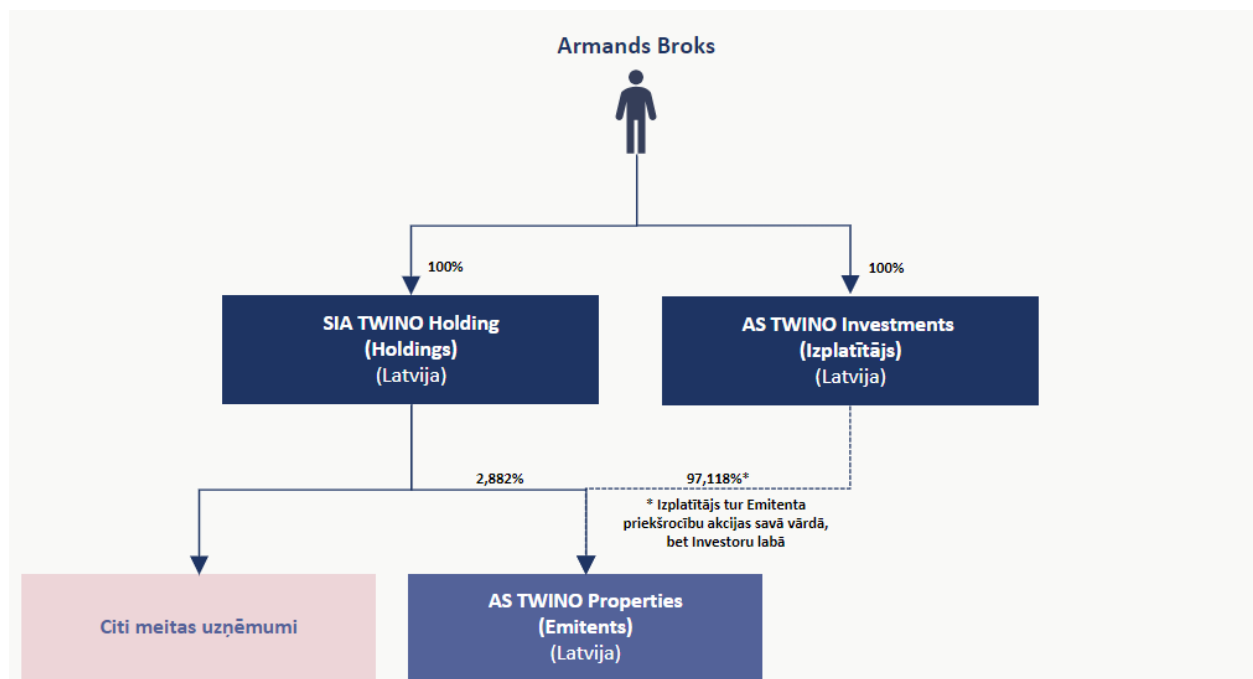 Armands Broks
100%
100%
SIA TWINO Holding
(Holdings)
(Latvija)
AS TWINO Investments
(Izplatītājs)
(Latvija)
2,882%
97,118%*
* Izplatītājs tur Emitenta
priekšrocību akcijas savā vārdā,
bet Investoru labā
Citi meitas uzņēmumi
AS TWINO Properties
(Emitents)
(Latvija)